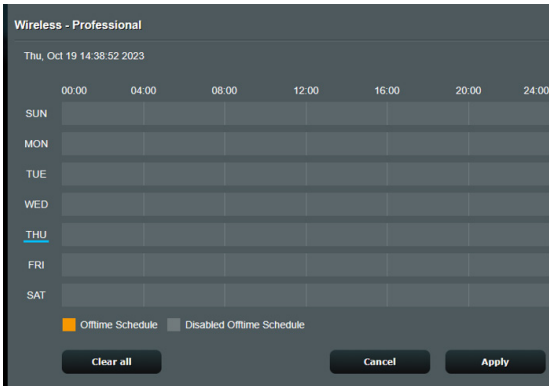 Wireless - Professional
Thu, Oct 19 14:38:52 2023
00:00 04:00 08:00 12:00 16:00 20:00 24:00
SUN
MON
TUE
WED
THU
FRI
SAT
Offtime Schedule Disabled Offtime Schedule
Clear all Cancel Apply